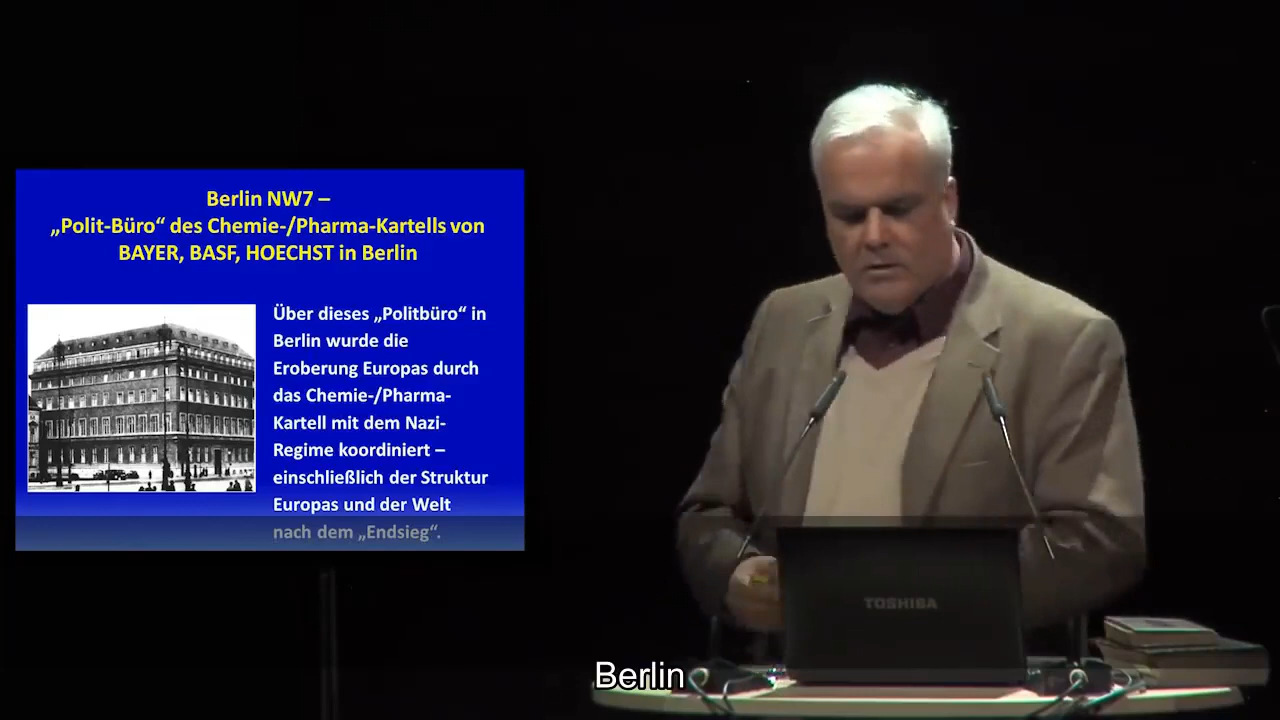 Berlin NW7 –
„Polit-Büro“ des Chemie-/Pharma-Kartells von
BAYER, BASF, HOECHST in Berlin
Über dieses „Politbüro“ in
Berlin wurde die
Eroberung Europas durch
das Chemie-/Pharma-
Kartell mit dem Nazi-
Regime koordiniert –
einschließlich der Struktur
Europas und der Welt
nach dem „Endsieg“.
TOSHIBA
Berlin